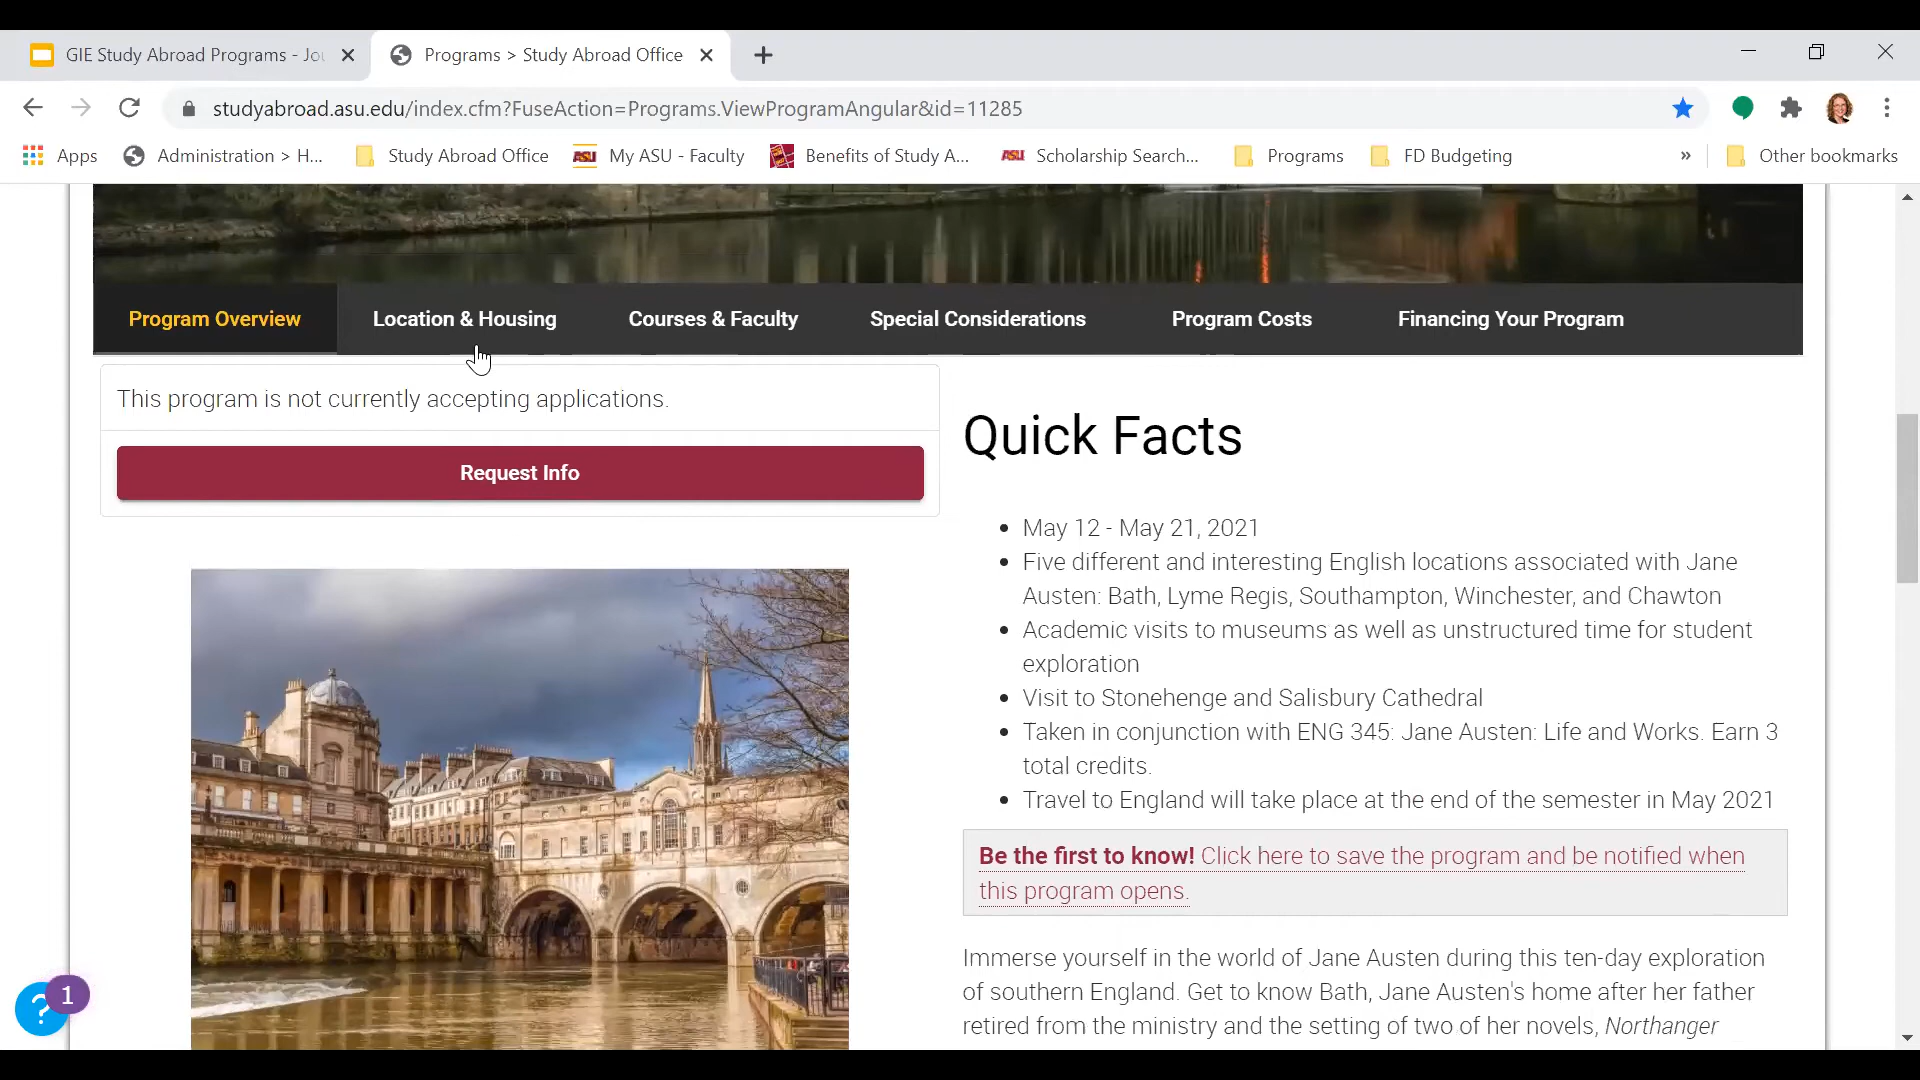 GIE Study Abroad Programs - Jou
Programs > Study Abroad Office
studyabroad.asu.edu/index.cfm?FuseAction=Programs.ViewProgramAngular&id=11285
Apps
Administration > H...
Study Abroad Office
ASU
My ASU - Faculty
Benefits of Study A...
ASU
Scholarship Search...
Programs
FD Budgeting
»
Other bookmarks
Program Overview
Location & Housing
Courses & Faculty
Special Considerations
Program Costs
Financing Your Program
This program is not currently accepting applications.
Request Info
Quick Facts
• May 12 - May 21, 2021
• Five different and interesting English locations associated with Jane
Austen: Bath, Lyme Regis, Southampton, Winchester, and Chawton
• Academic visits to museums as well as unstructured time for student
exploration
• Visit to Stonehenge and Salisbury Cathedral
• Taken in conjunction with ENG 345: Jane Austen: Life and Works. Earn 3
total credits.
• Travel to England will take place at the end of the semester in May 2021
Be the first to know! Click here to save the program and be notified when
this program opens.
Immerse yourself in the world of Jane Austen during this ten-day exploration
of southern England. Get to know Bath, Jane Austen's home after her father
retired from the ministry and the setting of two of her novels, Northanger
?
1